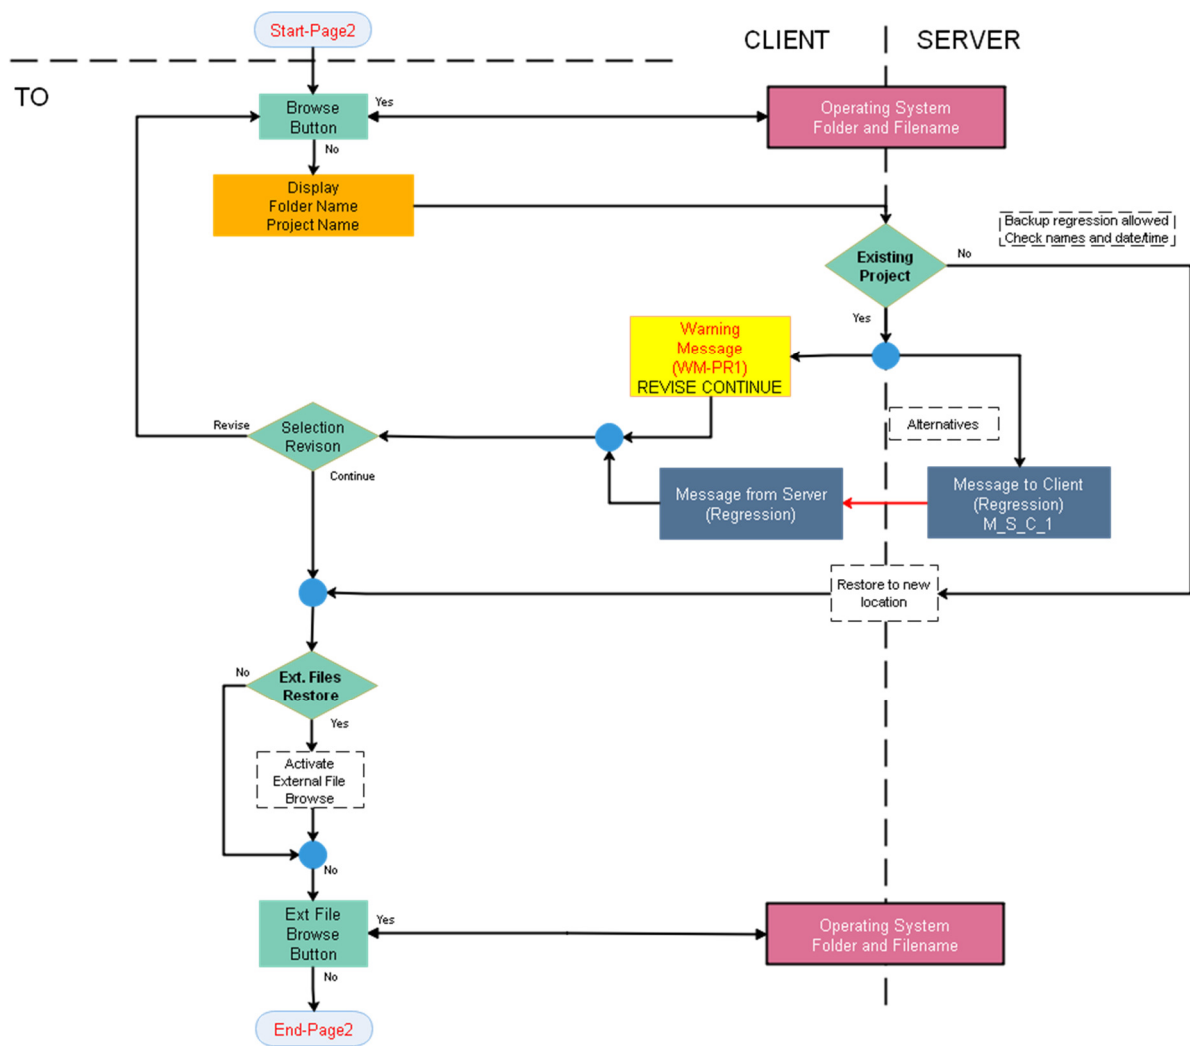 Start-Page2
CLIENT
SERVER
TO
Browse
Button
Yes
Operating System
Folder and Filename
No
Display
Folder Name
Project Name
Backup regression allowed
Check names and date/time
Existing
Project
No
Yes
Warning
Message
(WM-PR1)
REVISE CONTINUE
Revise
Selection
Revison
Alternatives
Continue
Message from Server
(Regression)
Message to Client
(Regression)
M_S_C_1
Restore to new
location
No
Ext. Files
Restore
Yes
Activate
External File
Browse
No
Ext File
Browse
Button
Yes
Operating System
Folder and Filename
No
End-Page2